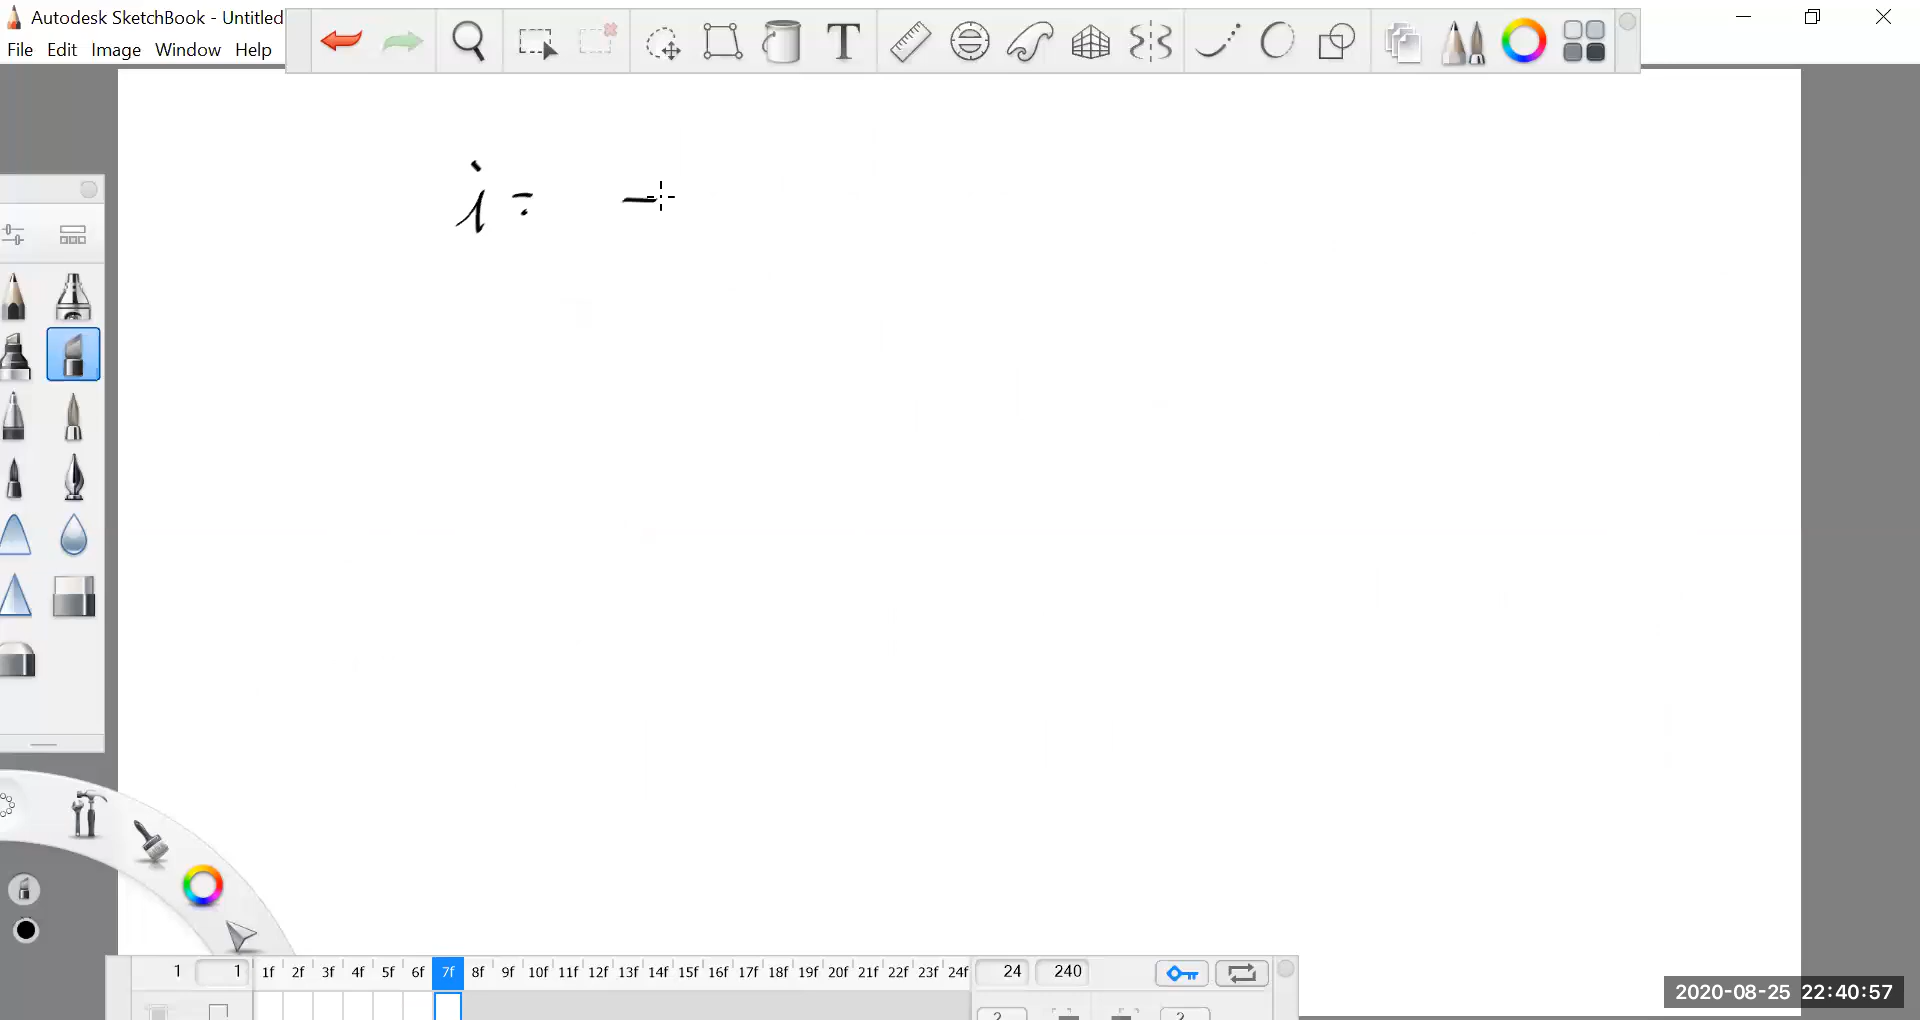 Autodesk SketchBook - Untitled
File Edit Image Window Help
T
i = -
1 1 1f 2f 3f 4f 5f 6f 7f 8f 9f 10f 11f 12f 13f 14f 15f 16f 17f 18f 19f 20f 21f 22f 23f 24f 24 240
2 2
2020-08-25 22:40:57